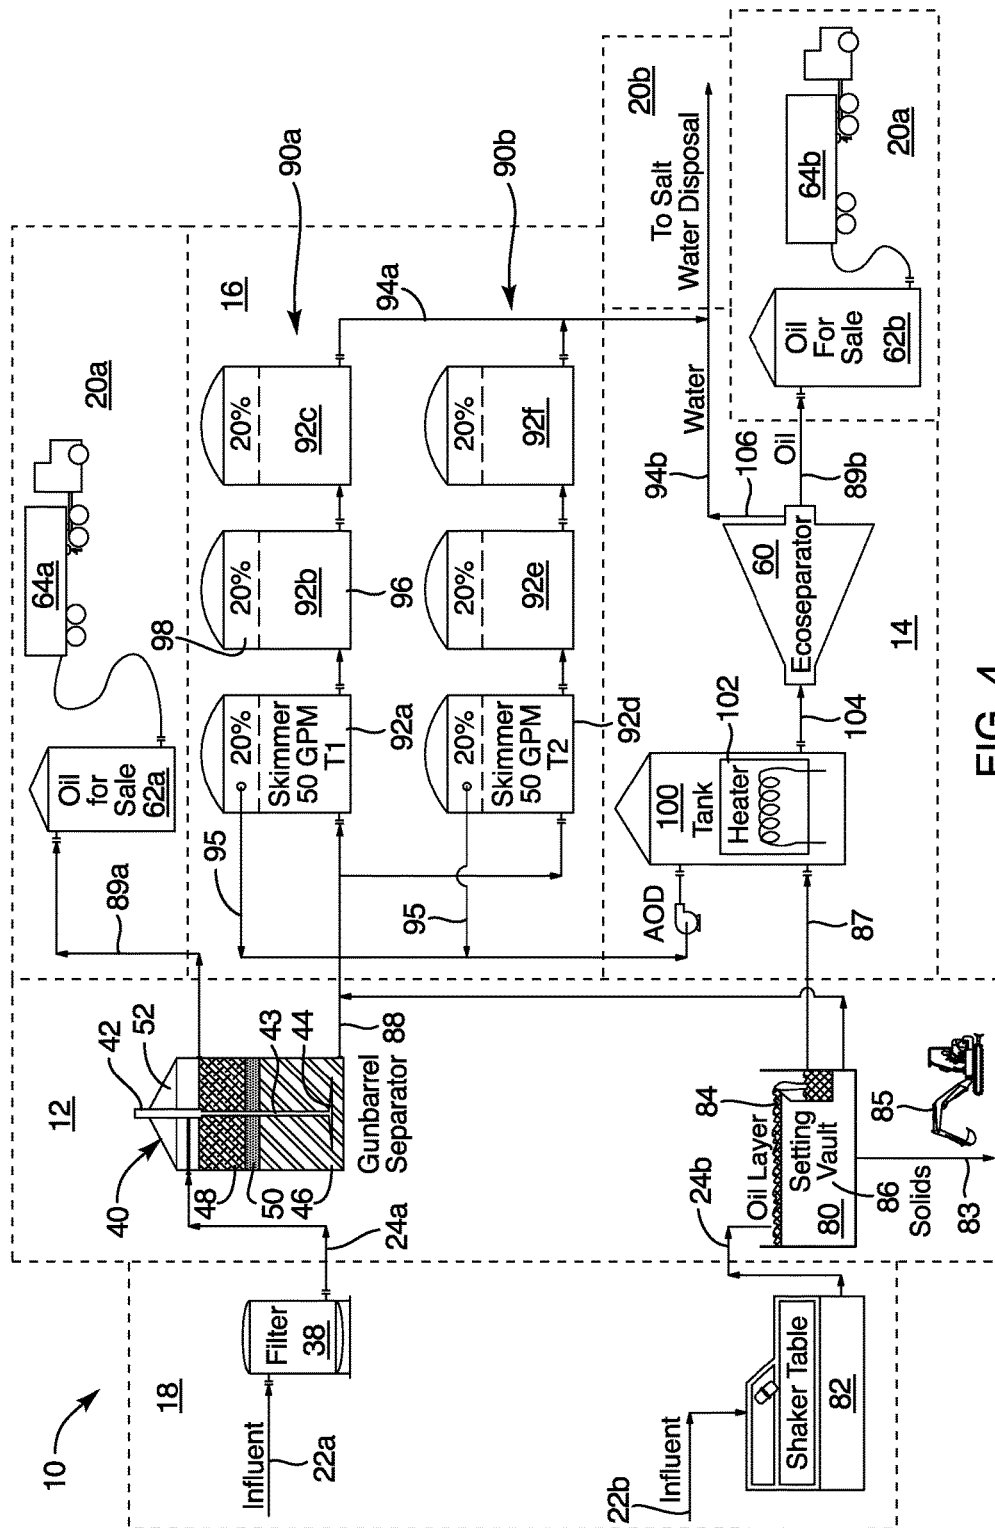 10
18
Influent
22a
Filter
38
24a
Influent
22b
Shaker Table
82
24b
12
40
42
52
48
50
46
43
44
88
Gunbarrel
Separator
Oil Layer
84
Setting
Vault
80
86
Solids
83
85
87
89a
Oil
for
Sale
62a
64a
20a
16
95
95
20%
Skimmer
50 GPM
T1
92a
98
20%
92b
96
20%
92c
90a
94a
20%
Skimmer
50 GPM
T2
92d
20%
92e
20%
92f
90b
AOD
100
Tank
Heater
102
104
Ecoseparator
60
14
106
94b
Water
Oil
89b
20b
To Salt
Water Disposal
Oil
For
Sale
62b
64b
20a
FIG. 4